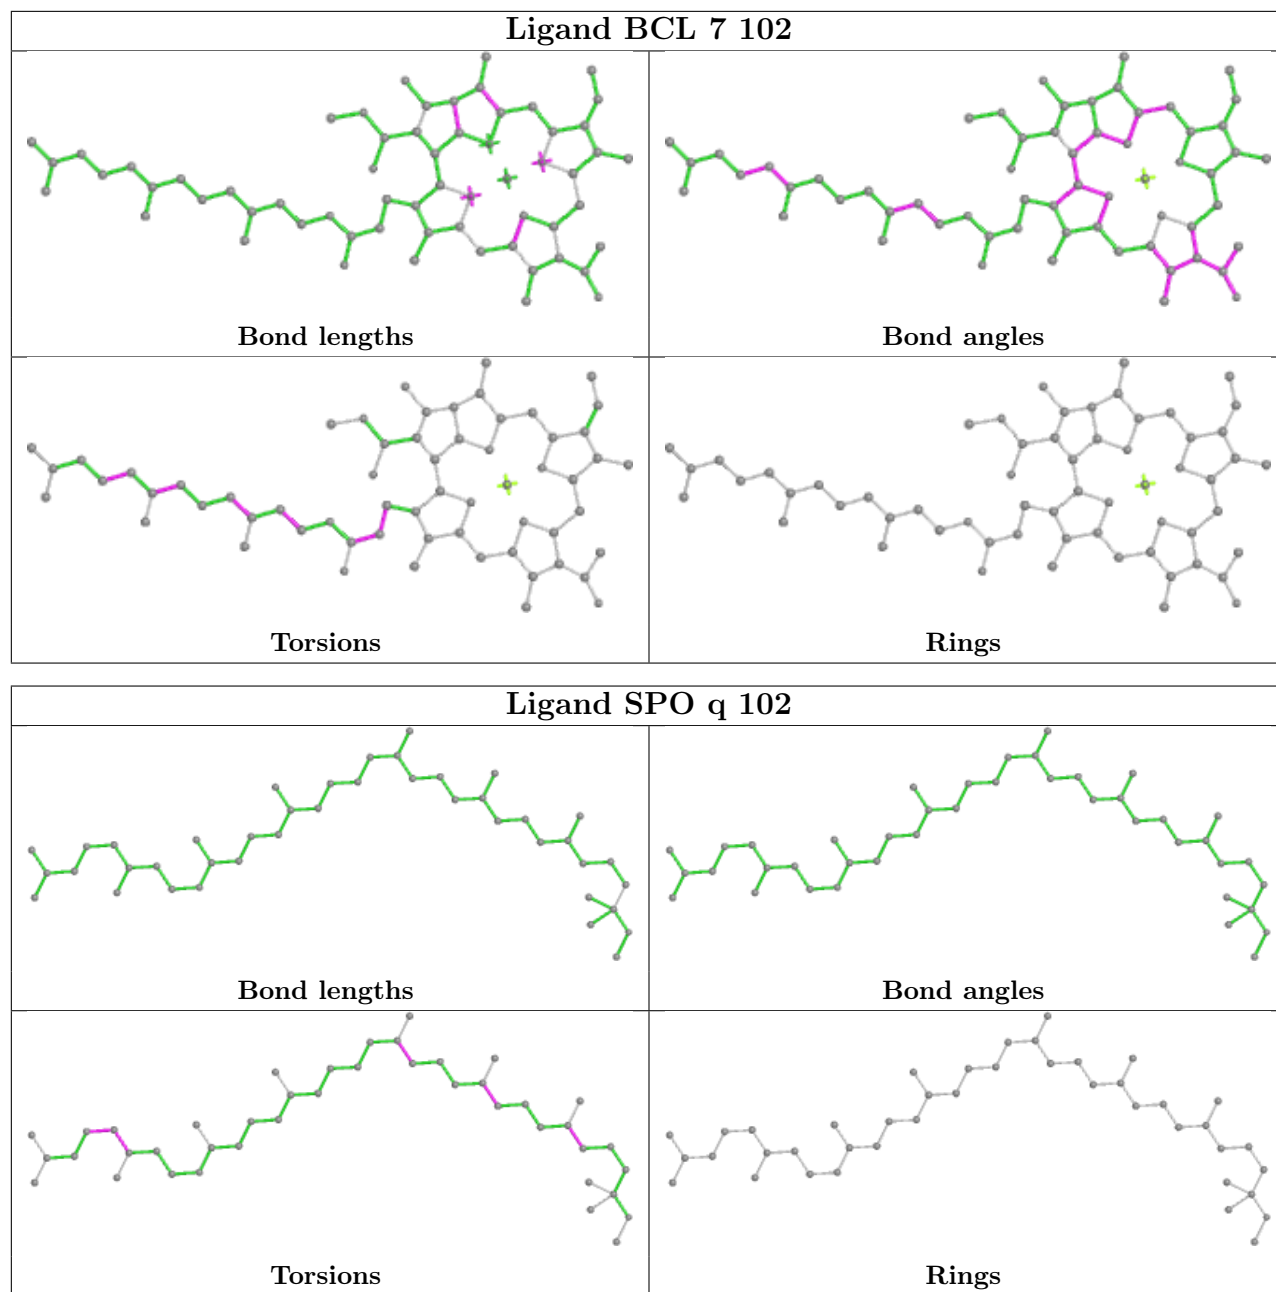 Ligand BCL 7 102
Bond lengths
Bond angles
Torsions
Rings
Ligand SPO q 102
Bond lengths
Bond angles
Torsions
Rings